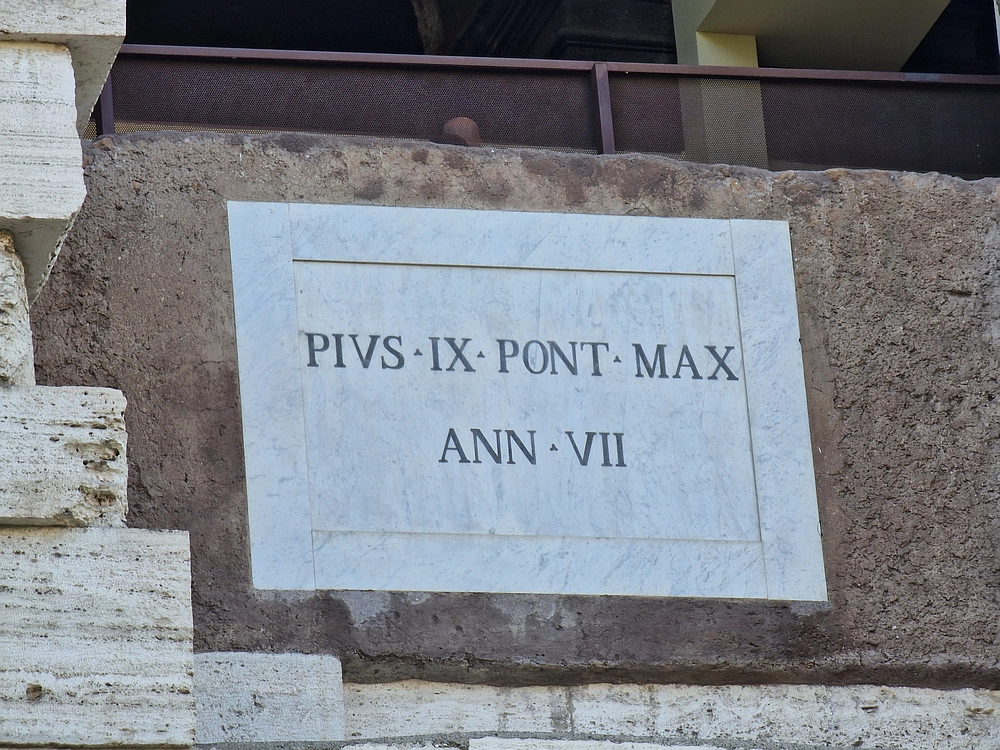 PIVS · IX · PONT · MAX
ANN · VII